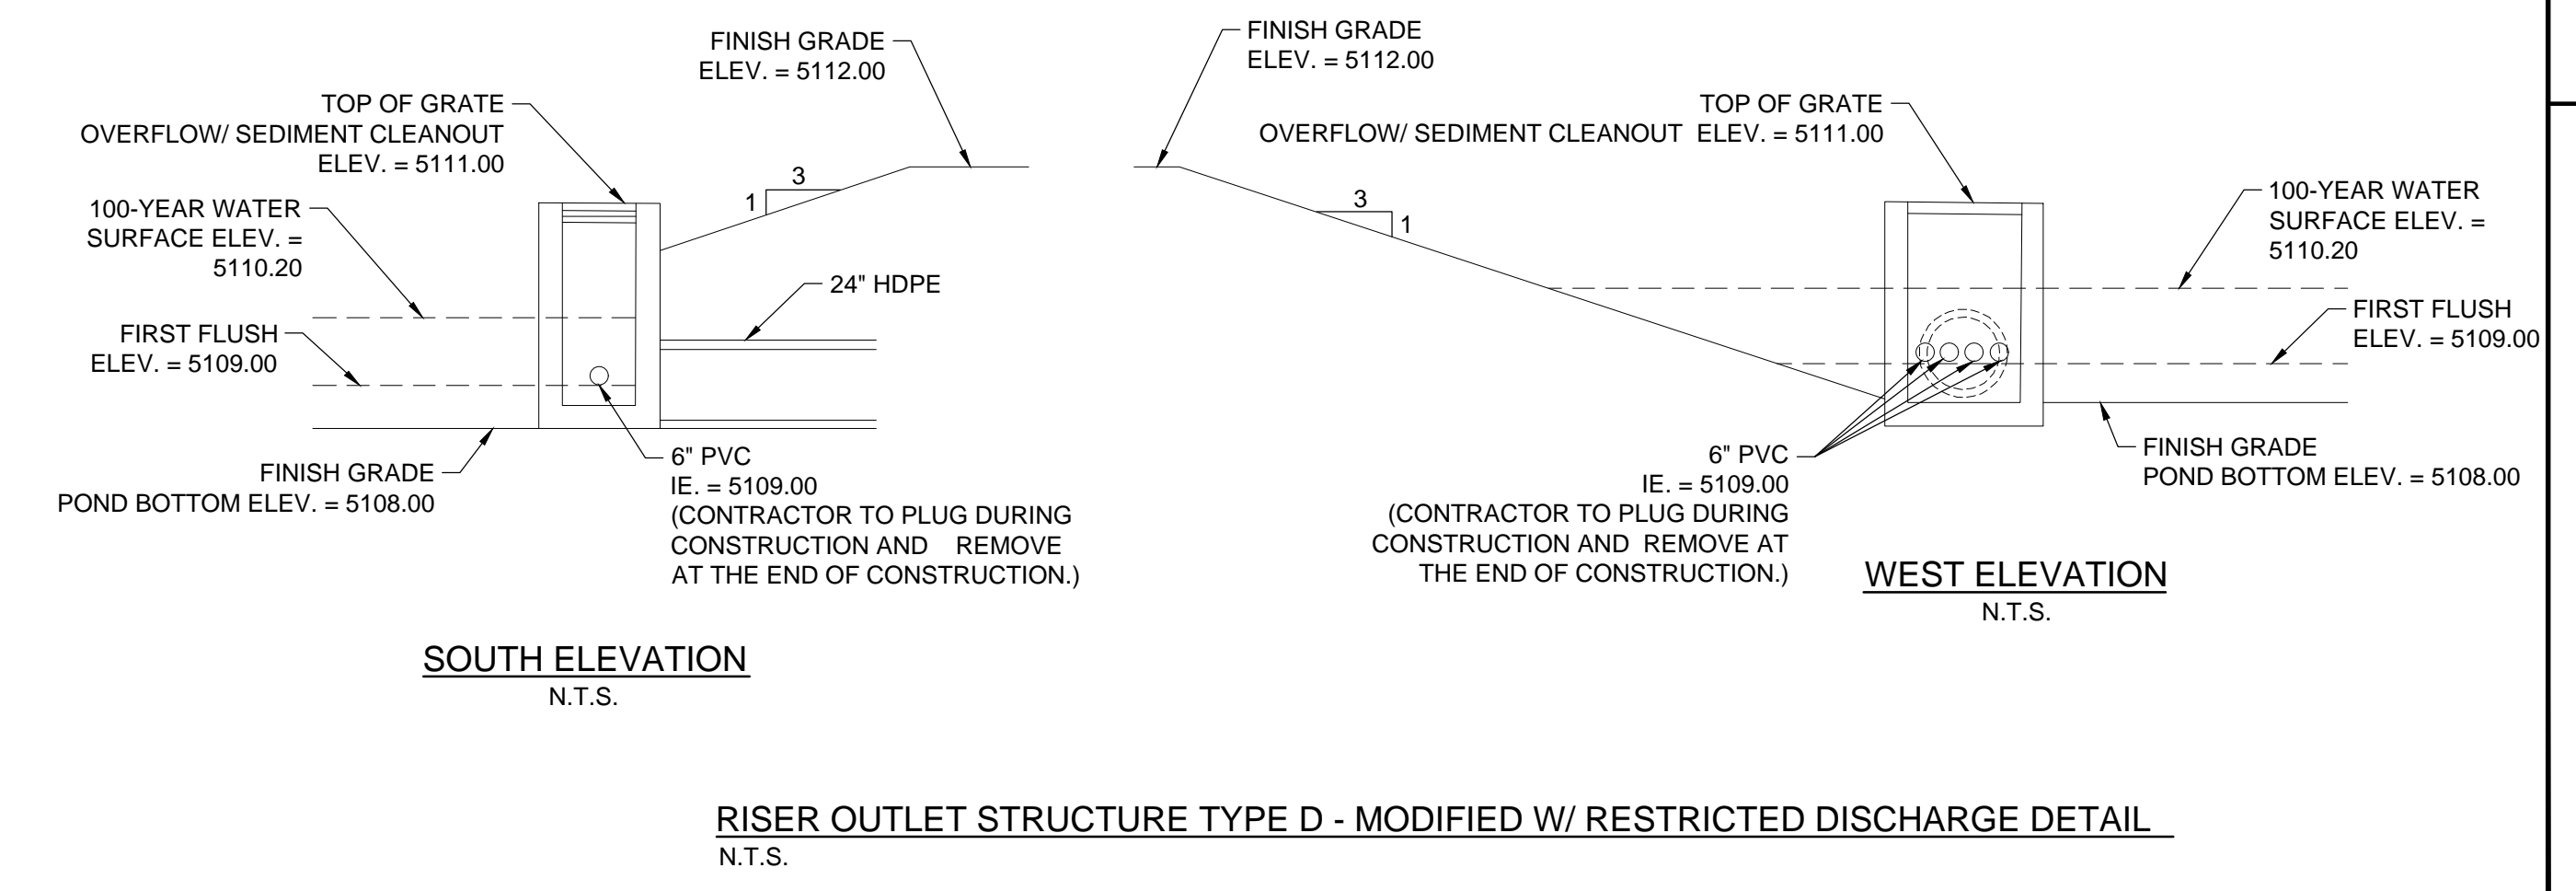 FINISH GRADE
ELEV. = 5112.00
TOP OF GRATE
OVERFLOW/ SEDIMENT CLEANOUT
ELEV. = 5111.00
3
1
100-YEAR WATER
SURFACE ELEV. =
5110.20
24" HDPE
FIRST FLUSH
ELEV. = 5109.00
FINISH GRADE
POND BOTTOM ELEV. = 5108.00
6" PVC
IE. = 5109.00
(CONTRACTOR TO PLUG DURING
CONSTRUCTION AND REMOVE
AT THE END OF CONSTRUCTION.)
SOUTH ELEVATION
N.T.S.
FINISH GRADE
ELEV. = 5112.00
TOP OF GRATE
OVERFLOW/ SEDIMENT CLEANOUT ELEV. = 5111.00
3
1
100-YEAR WATER
SURFACE ELEV. =
5110.20
FIRST FLUSH
ELEV. = 5109.00
FINISH GRADE
POND BOTTOM ELEV. = 5108.00
6" PVC
IE. = 5109.00
(CONTRACTOR TO PLUG DURING
CONSTRUCTION AND REMOVE AT
THE END OF CONSTRUCTION.)
WEST ELEVATION
N.T.S.
RISER OUTLET STRUCTURE TYPE D - MODIFIED W/ RESTRICTED DISCHARGE DETAIL
N.T.S.